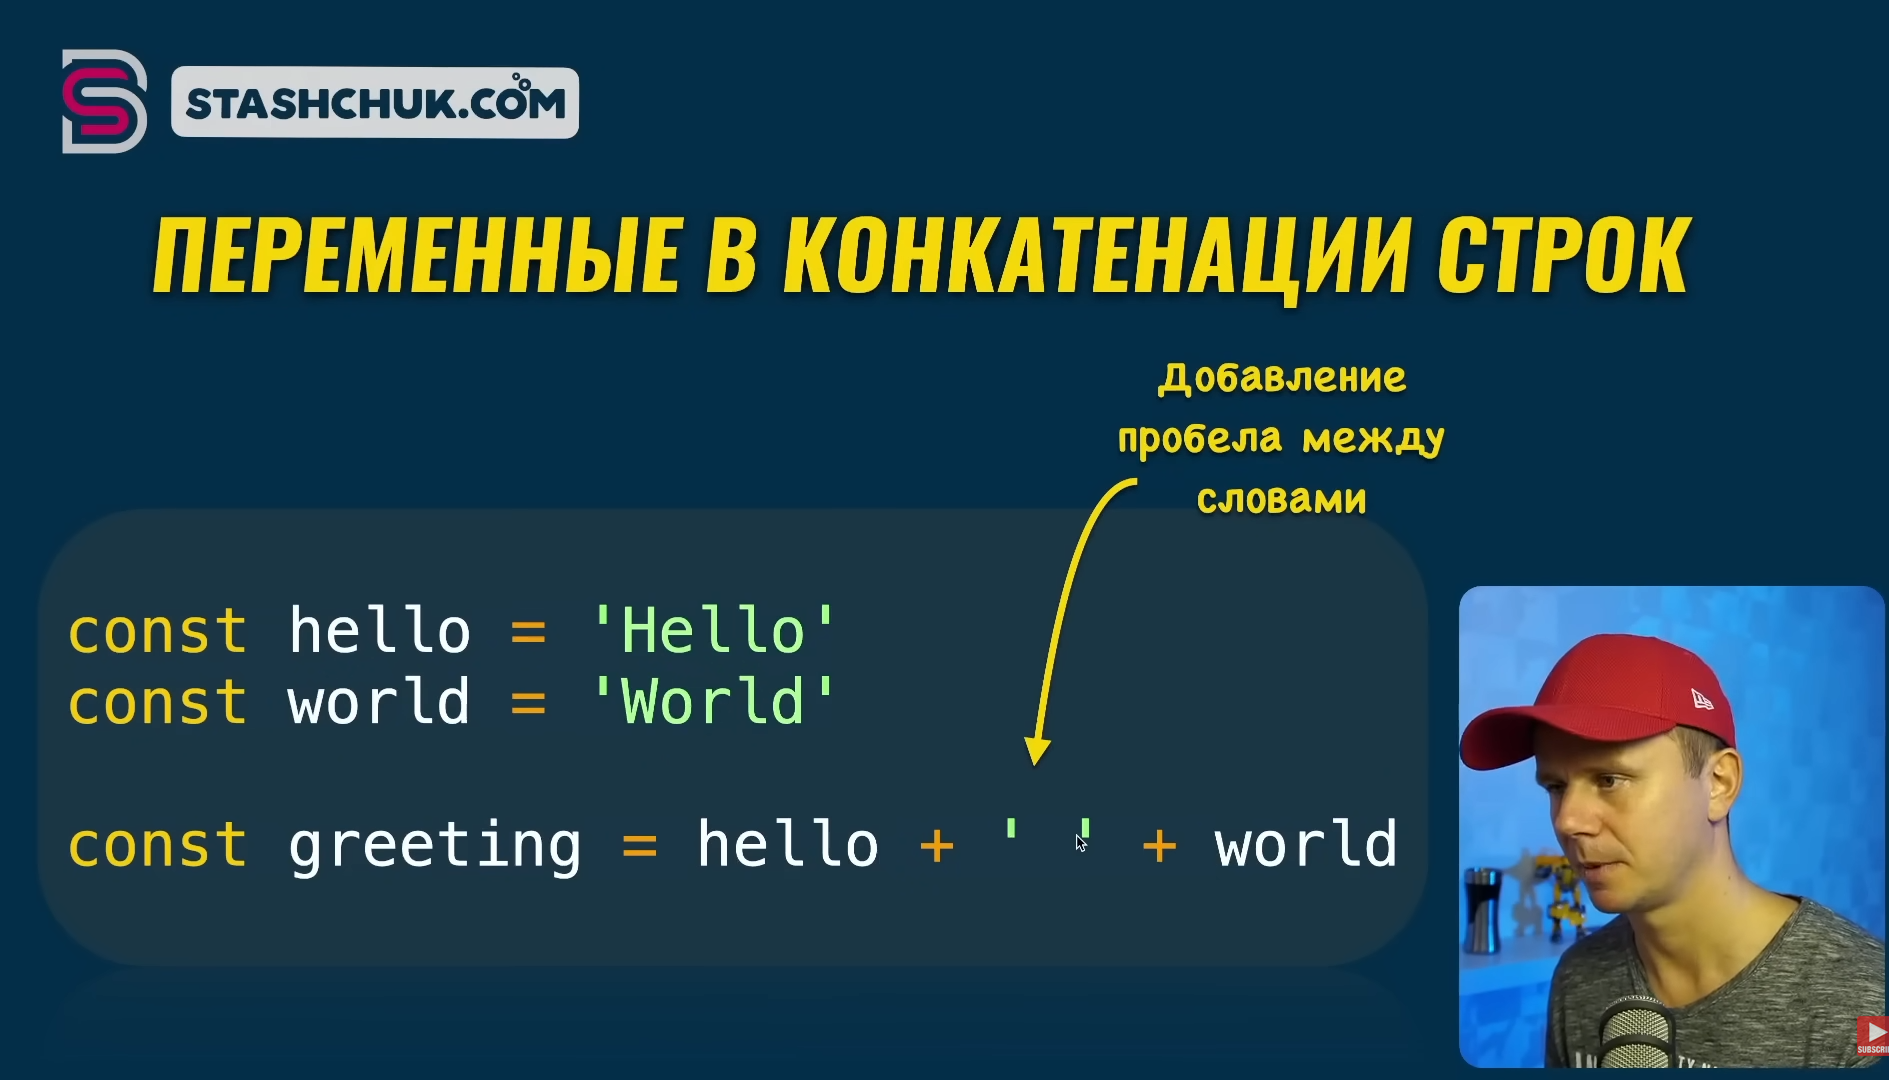 STASHCHUK.COM
ПЕРЕМЕННЫЕ В КОНКАТЕНАЦИИ СТРОК
Добавление
пробела между
словами
const hello = 'Hello'
const world = 'World'
const greeting = hello + ' ' + world